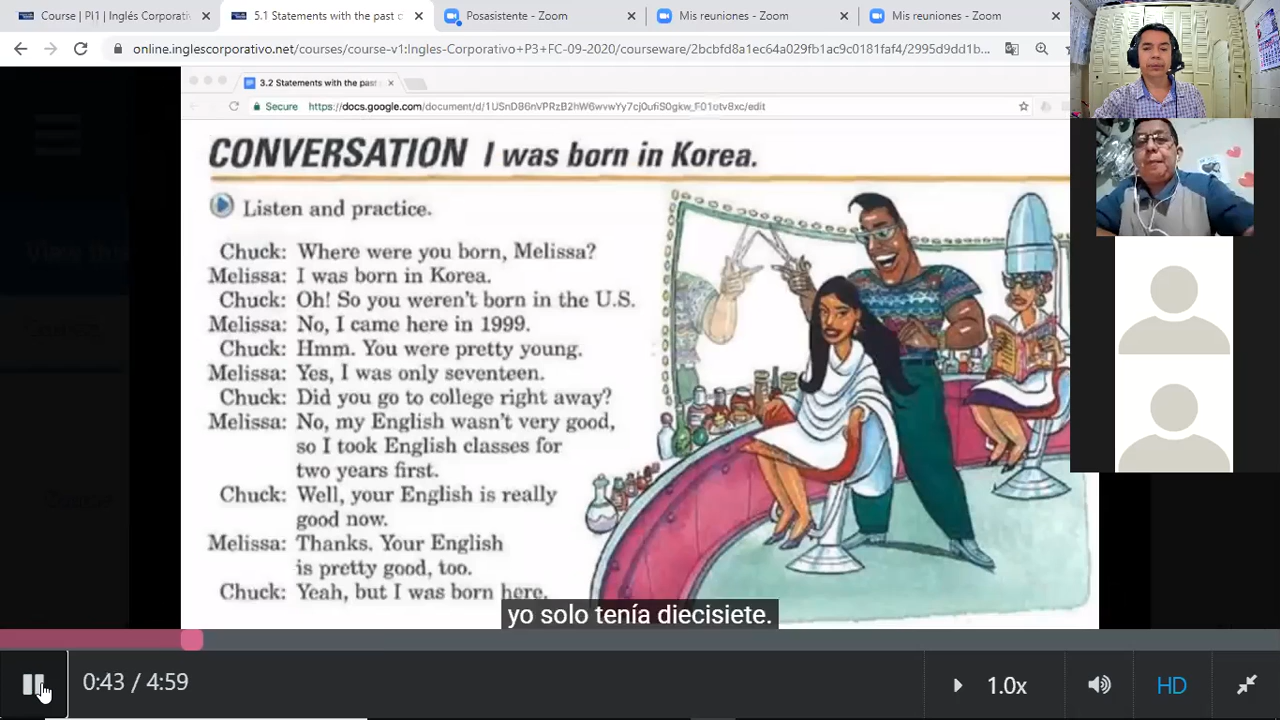 Course | PI1 | Inglés Corporati
5.1 Statements with the past
Posasistente - Zoom
Mis reuniones – Zoom
Mis reuniones – Zoom
online.inglescorporativo.net/courses/course-v1:Ingles-Corporativo+P3+FC-09-2020/courseware/2bcbfd8a1ec64a029fb1ac9c0181faf4/2995d9dd1b...
3.2 Statements with the past
Secure
CONVERSATION I was born in Korea.
Listen and practice.
Chuck: Where were you born, Melissa?
Melissa: I was born in Korea.
Chuck: Oh! So you weren't born in the U.S.
Melissa: No, I came here in 1999.
Chuck: Hmm. You were pretty young.
Melissa: Yes, I was only seventeen.
Chuck: Did you go to college right away?
Melissa: No, my English wasn't very good,
so I took English classes for
two years first.
Chuck: Well, your English is really
good now.
Melissa: Thanks. Your English
is pretty good, too.
Chuck: Yeah, but I was born here.
yo solo tenía diecisiete.
0:43 / 4:59
1.0x
HD